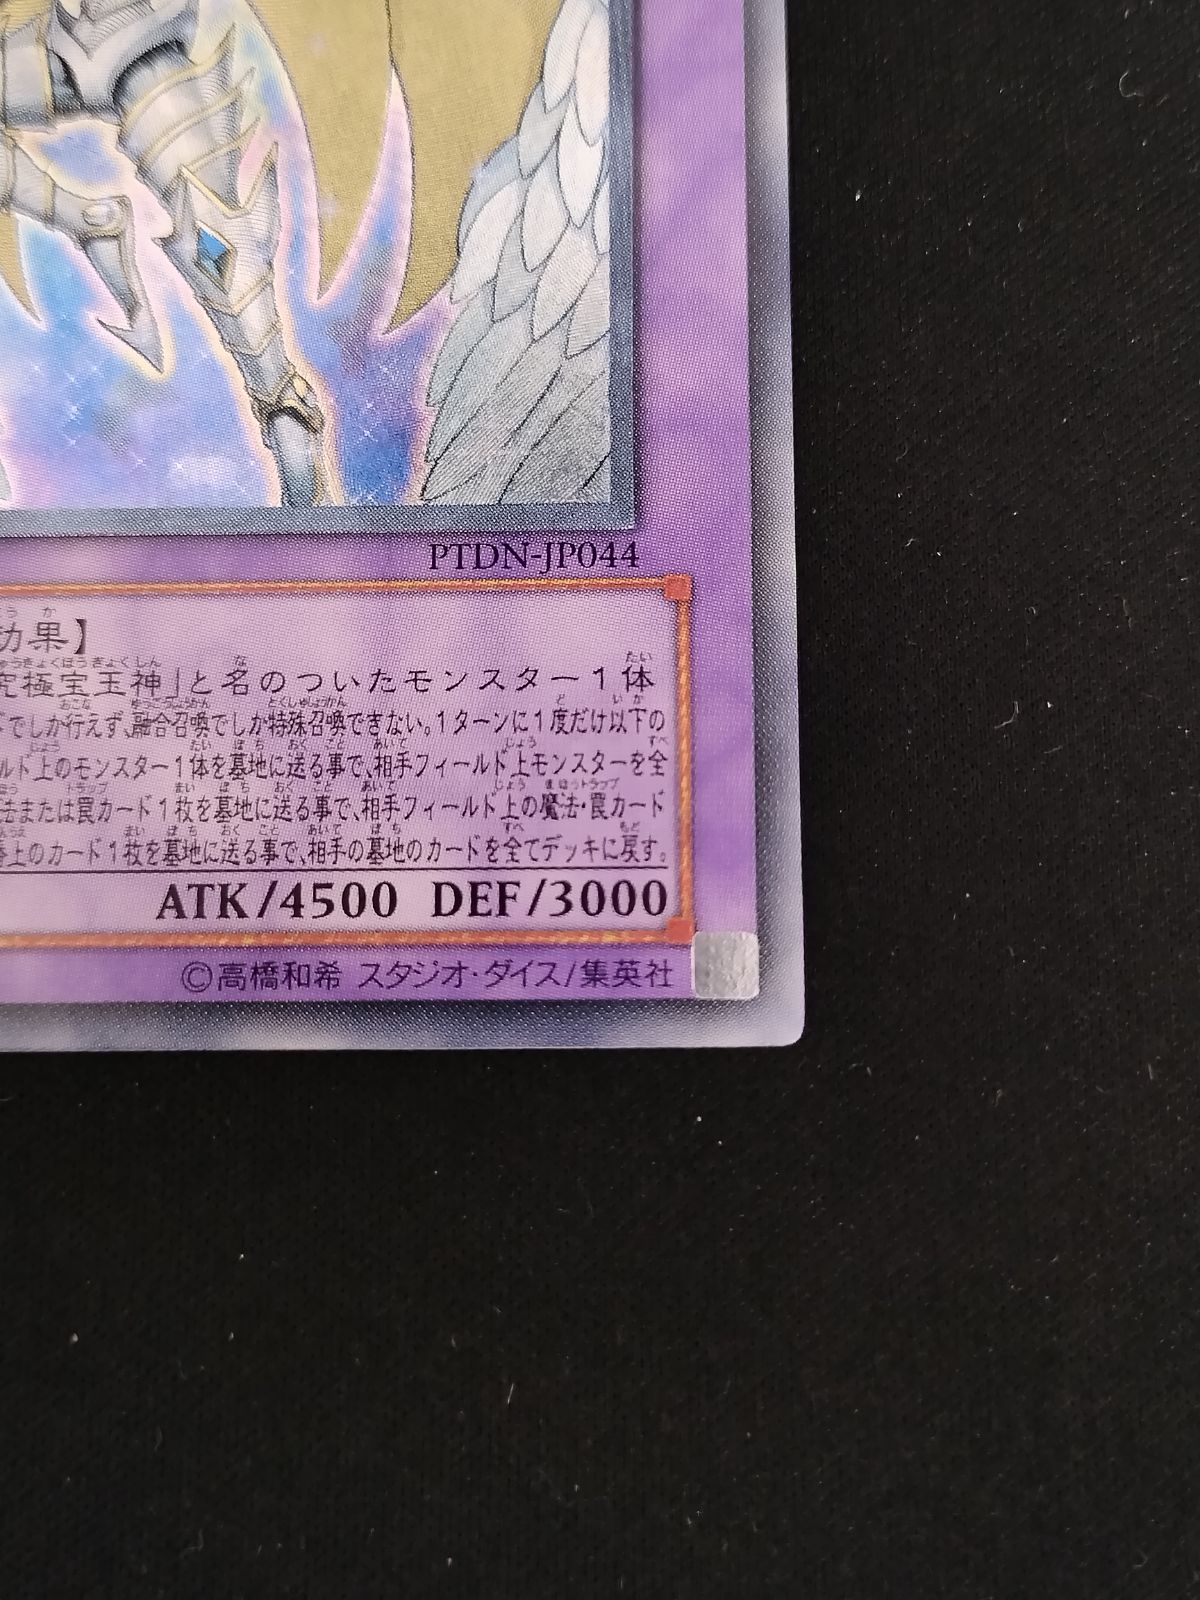 PTDN-JP044
効果】
究極宝玉神」と名のついたモンスター1体
でしか行えず、融合召喚でしか特殊召喚できない。1ターンに1度だけ以下の
ルド上のモンスター1体を墓地に送る事で、相手フィールド上モンスターを全
法または罠カード1枚を墓地に送る事で、相手フィールド上の魔法・罠カード
上のカード1枚を墓地に送る事で、相手の墓地のカードを全てデッキに戻す。
ATK/4500 DEF/3000
©高橋和希 スタジオ・ダイス/集英社